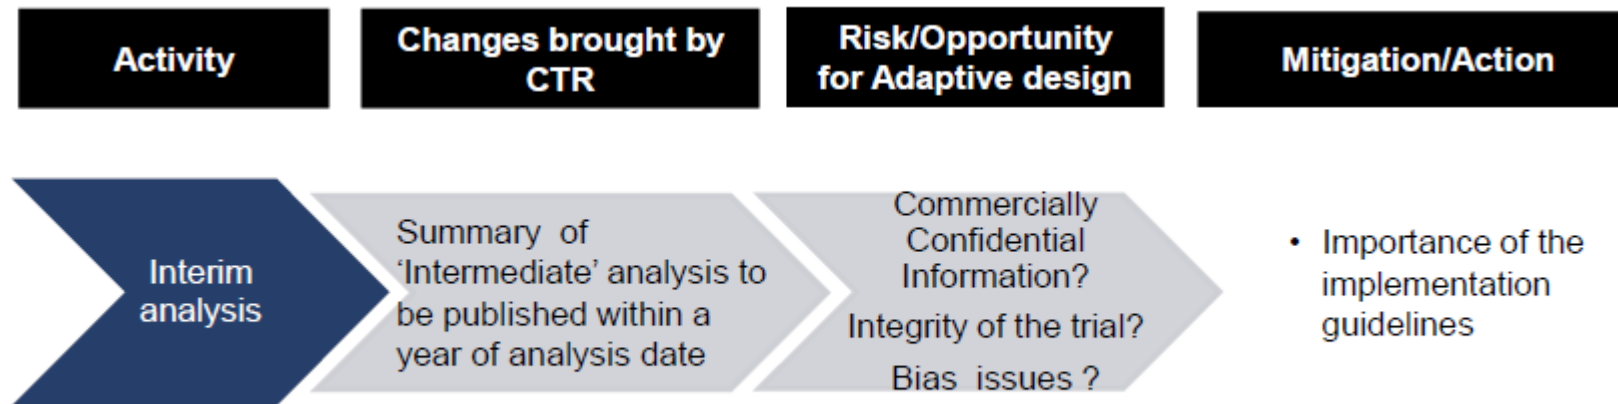 Activity
Changes brought by
CTR
Risk/Opportunity
for Adaptive design
Mitigation/Action
Interim
analysis
Summary of
‘Intermediate’ analysis to
be published within a
year of analysis date
Commercially
Confidential
Information?
Integrity of the trial?
Bias issues ?
• Importance of the
implementation
guidelines